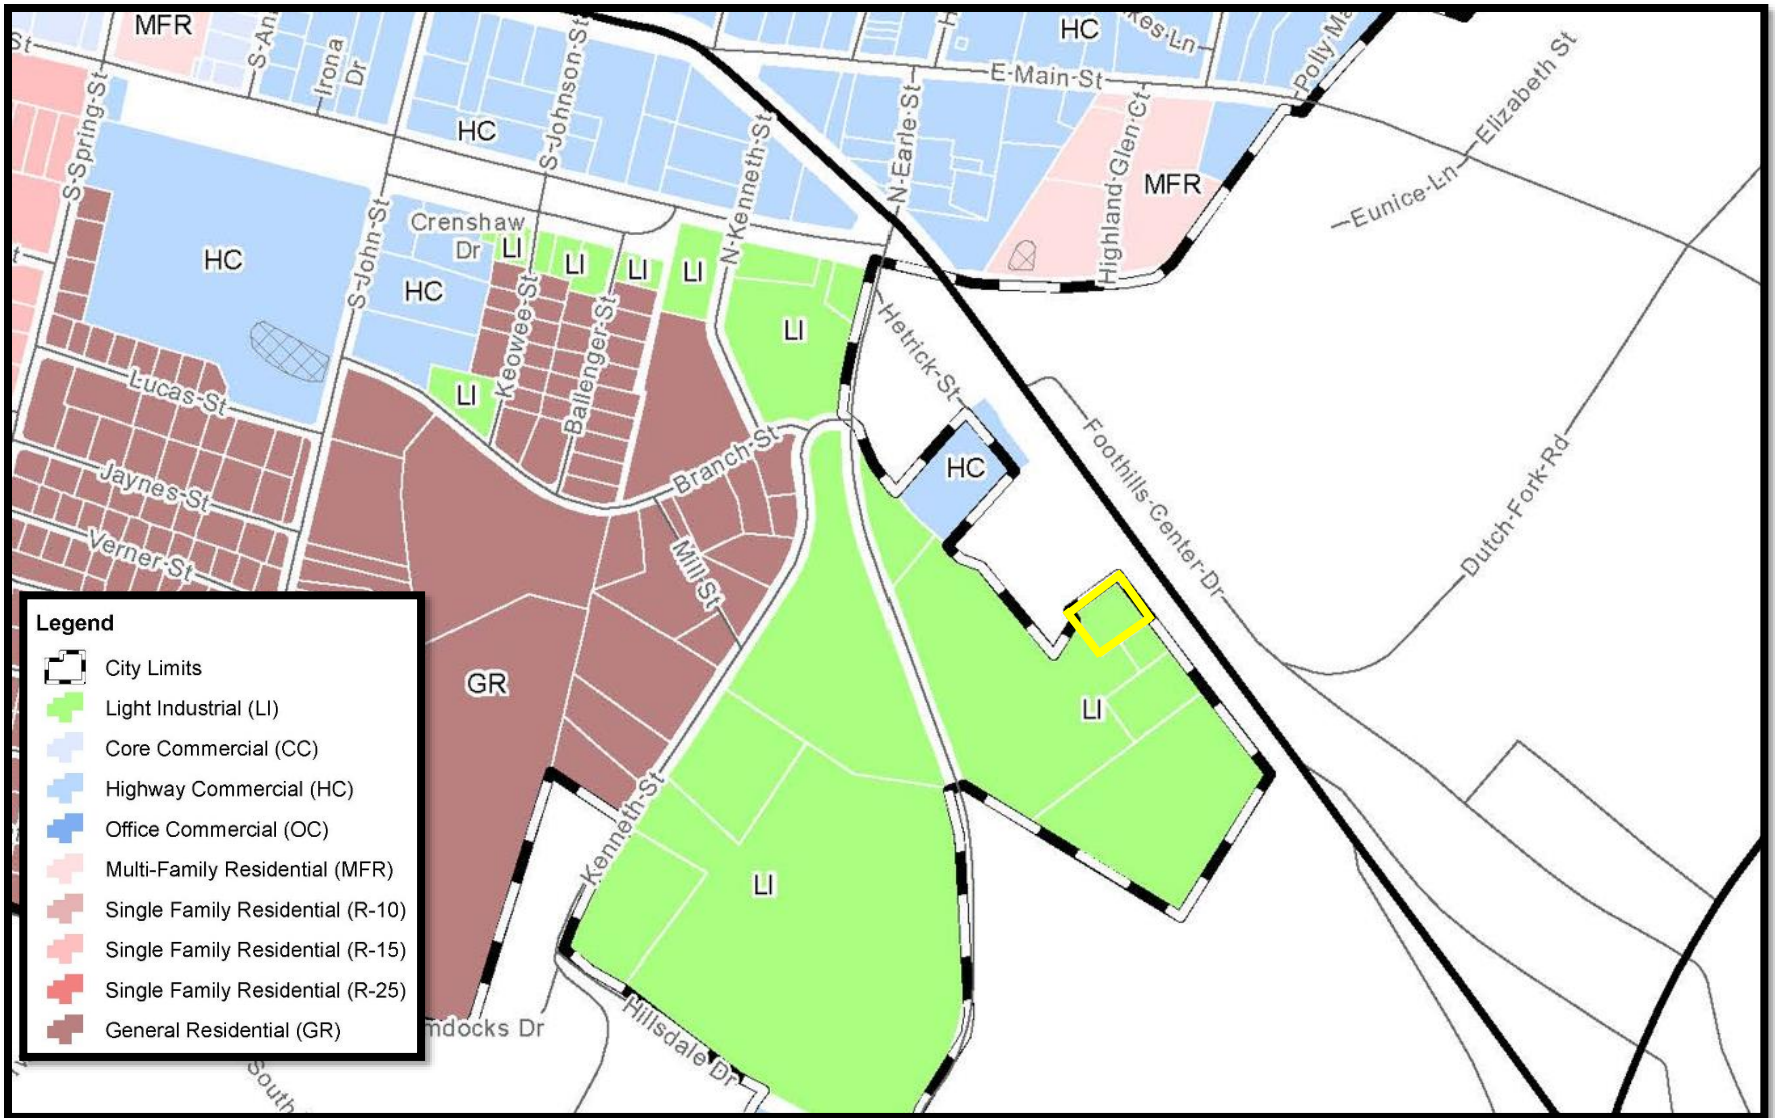 MFR
HC
St
S-Spring-St
Irona
Dr
S-Johnson-St
E-Main-St
N-Earle-St
HC
N-Kenneth-St
Highland-Glen-Ct
MFR
Elizabeth St
Eunice-Ln
HC
S-John-St
Crenshaw
Dr
LI
LI
LI
LI
HC
Keowee-St
Ballenger-St
LI
Hetrick-St
Lucas-St
LI
Branch-St
HC
Foothills-Center-Dr
Dutch-Fork-Rd
Jaynes-St
Verner-St
Mill-St
GR
LI
Kenneth-St
LI
Hillsdale Dr
Legend
City Limits
Light Industrial (LI)
Core Commercial (CC)
Highway Commercial (HC)
Office Commercial (OC)
Multi-Family Residential (MFR)
Single Family Residential (R-10)
Single Family Residential (R-15)
Single Family Residential (R-25)
General Residential (GR)
mdocks Dr
South